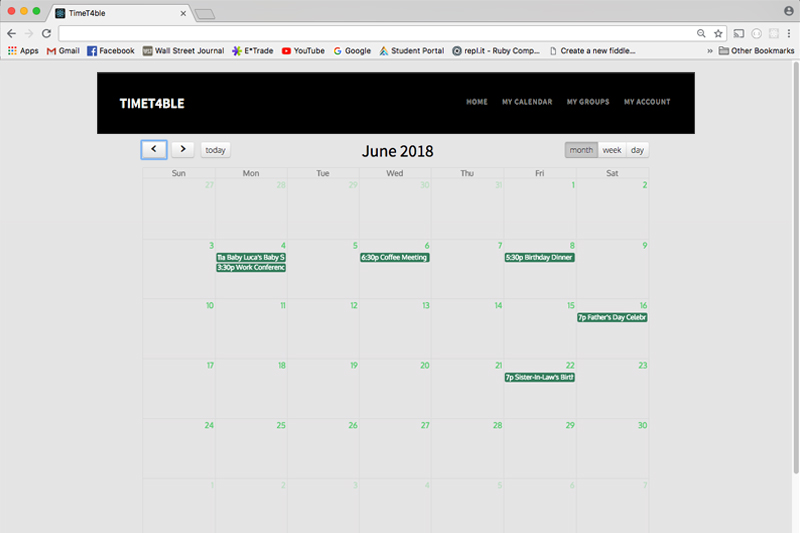 TimeT4ble
Apps Gmail Facebook Wall Street Journal E*Trade YouTube Google Student Portal repl.it - Ruby Comp... Create a new fiddle... » Other Bookmarks
TIMET4BLE
HOME MY CALENDAR MY GROUPS MY ACCOUNT
today June 2018 month week day
Sun Mon Tue Wed Thu Fri Sat
27 28 29 30 31 1 2
3 4 5 6 7 8 9
11a Baby Luca's Baby S 6:30p Coffee Meeting 5:30p Birthday Dinner
3:30p Work Conferenc
10 11 12 13 14 15 16
7p Father's Day Celebr
17 18 19 20 21 22 23
7p Sister-In-Law's Birth
24 25 26 27 28 29 30
1 2 3 4 5 6 7